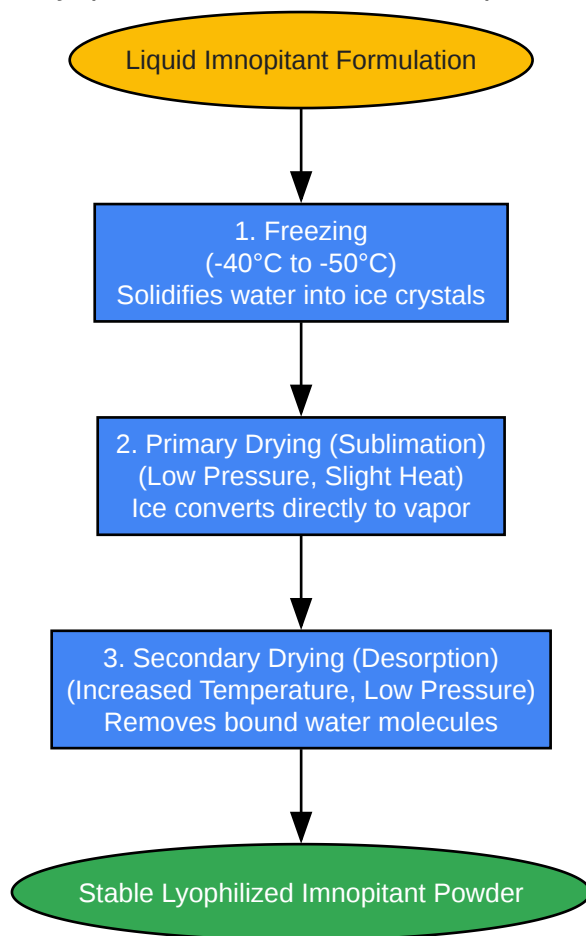 Liquid Imnopitant Formulation
1. Freezing
(-40°C to -50°C)
Solidifies water into ice crystals
2. Primary Drying (Sublimation)
(Low Pressure, Slight Heat)
Ice converts directly to vapor
3. Secondary Drying (Desorption)
(Increased Temperature, Low Pressure)
Removes bound water molecules
Stable Lyophilized Imnopitant Powder